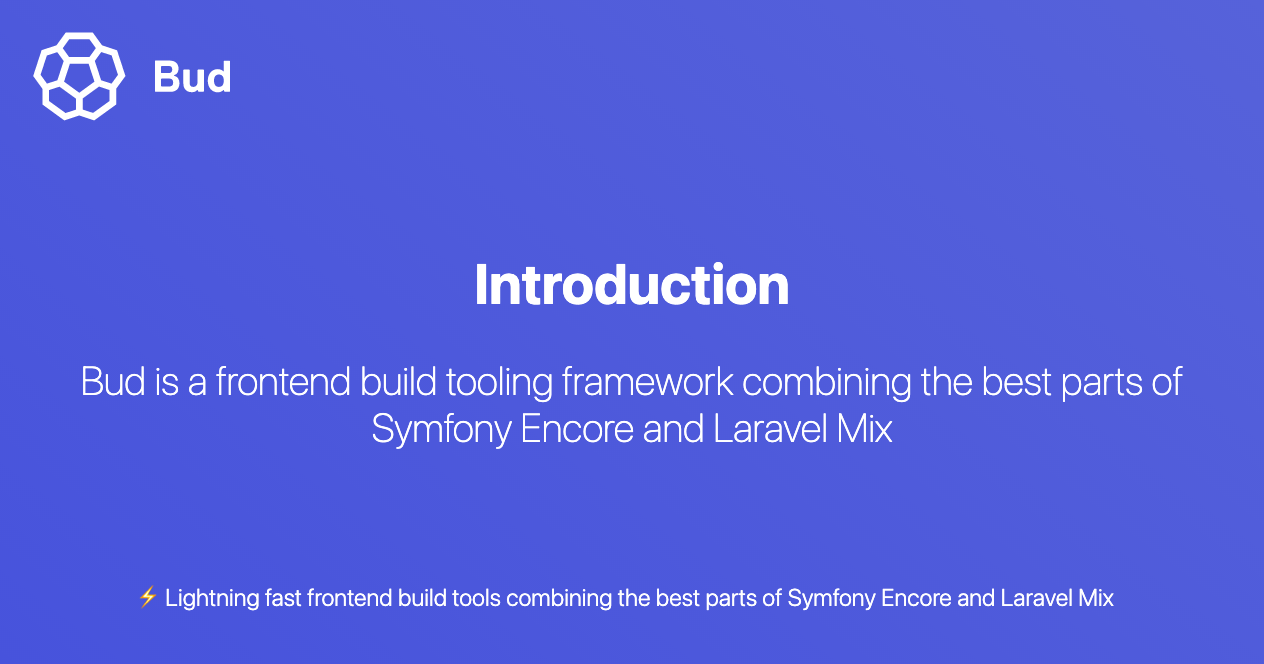 Bud
Introduction
Bud is a frontend build tooling framework combining the best parts of
Symfony Encore and Laravel Mix
⚡ Lightning fast frontend build tools combining the best parts of Symfony Encore and Laravel Mix